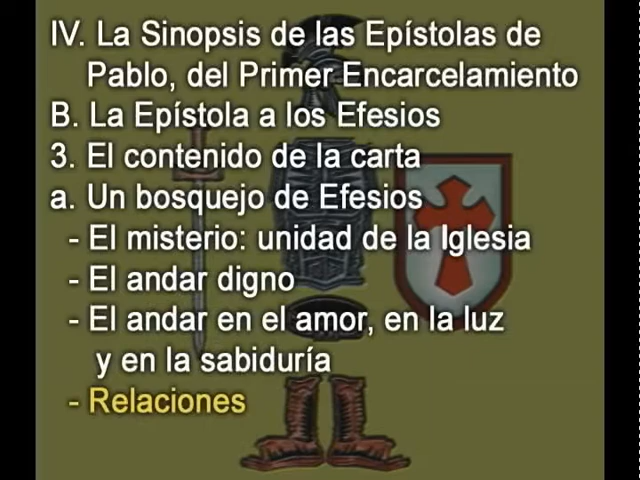 IV. La Sinopsis de las Epístolas de
Pablo, del Primer Encarcelamiento
B. La Epístola a los Efesios
3. El contenido de la carta
a. Un bosquejo de Efesios
- El misterio: unidad de la Iglesia
- El andar digno
- El andar en el amor, en la luz
y en la sabiduría
- Relaciones